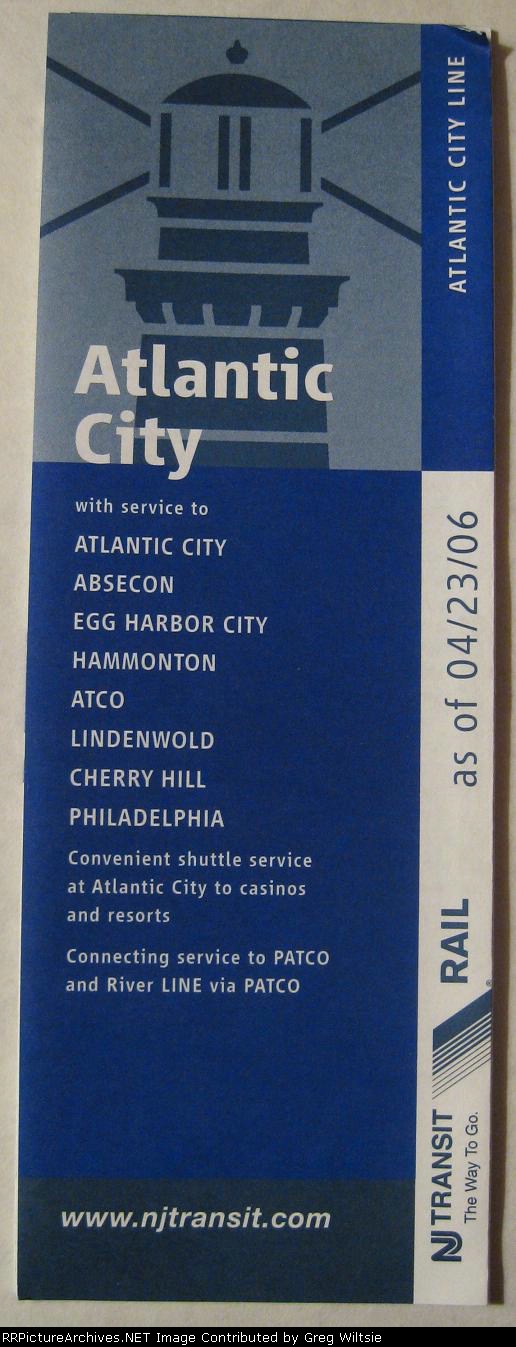 Atlantic
City
with service to
ATLANTIC CITY
ABSECON
EGG HARBOR CITY
HAMMONTON
ATCO
LINDENWOLD
CHERRY HILL
PHILADELPHIA
Convenient shuttle service
at Atlantic City to casinos
and resorts
Connecting service to PATCO
and River LINE via PATCO
www.njtransit.com
ATLANTIC CITY LINE
as of 04/23/06
NJ TRANSIT RAIL
The Way To Go.
RRPictureArchives.NET Image Contributed by Greg Wiltsie